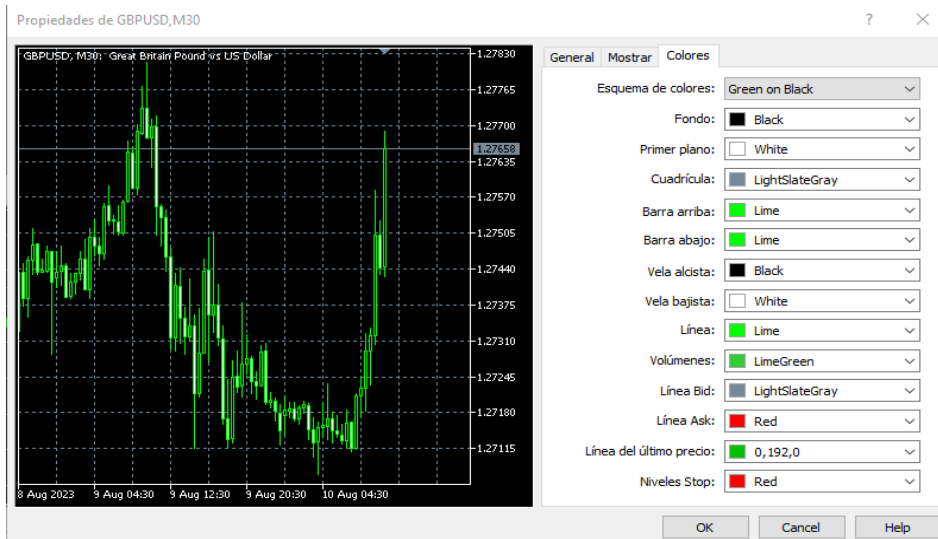 Propiedades de GBPUSD,M30
GBPUSD, M30: Great Britain Pound vs US Dollar
1.27830
1.27765
1.27700
1.27658
1.27635
1.27570
1.27505
1.27440
1.27375
1.27310
1.27245
1.27180
1.27115
8 Aug 2023
9 Aug 04:30
9 Aug 12:30
9 Aug 20:30
10 Aug 04:30
General Mostrar Colores
Esquema de colores: Green on Black
Fondo: Black
Primer plano: White
Cuadrícula: LightSlateGray
Barra arriba: Lime
Barra abajo: Lime
Vela alcista: Black
Vela bajista: White
Línea: Lime
Volúmenes: LimeGreen
Línea Bid: LightSlateGray
Línea Ask: Red
Línea del último precio: 0,192,0
Niveles Stop: Red
OK Cancel Help